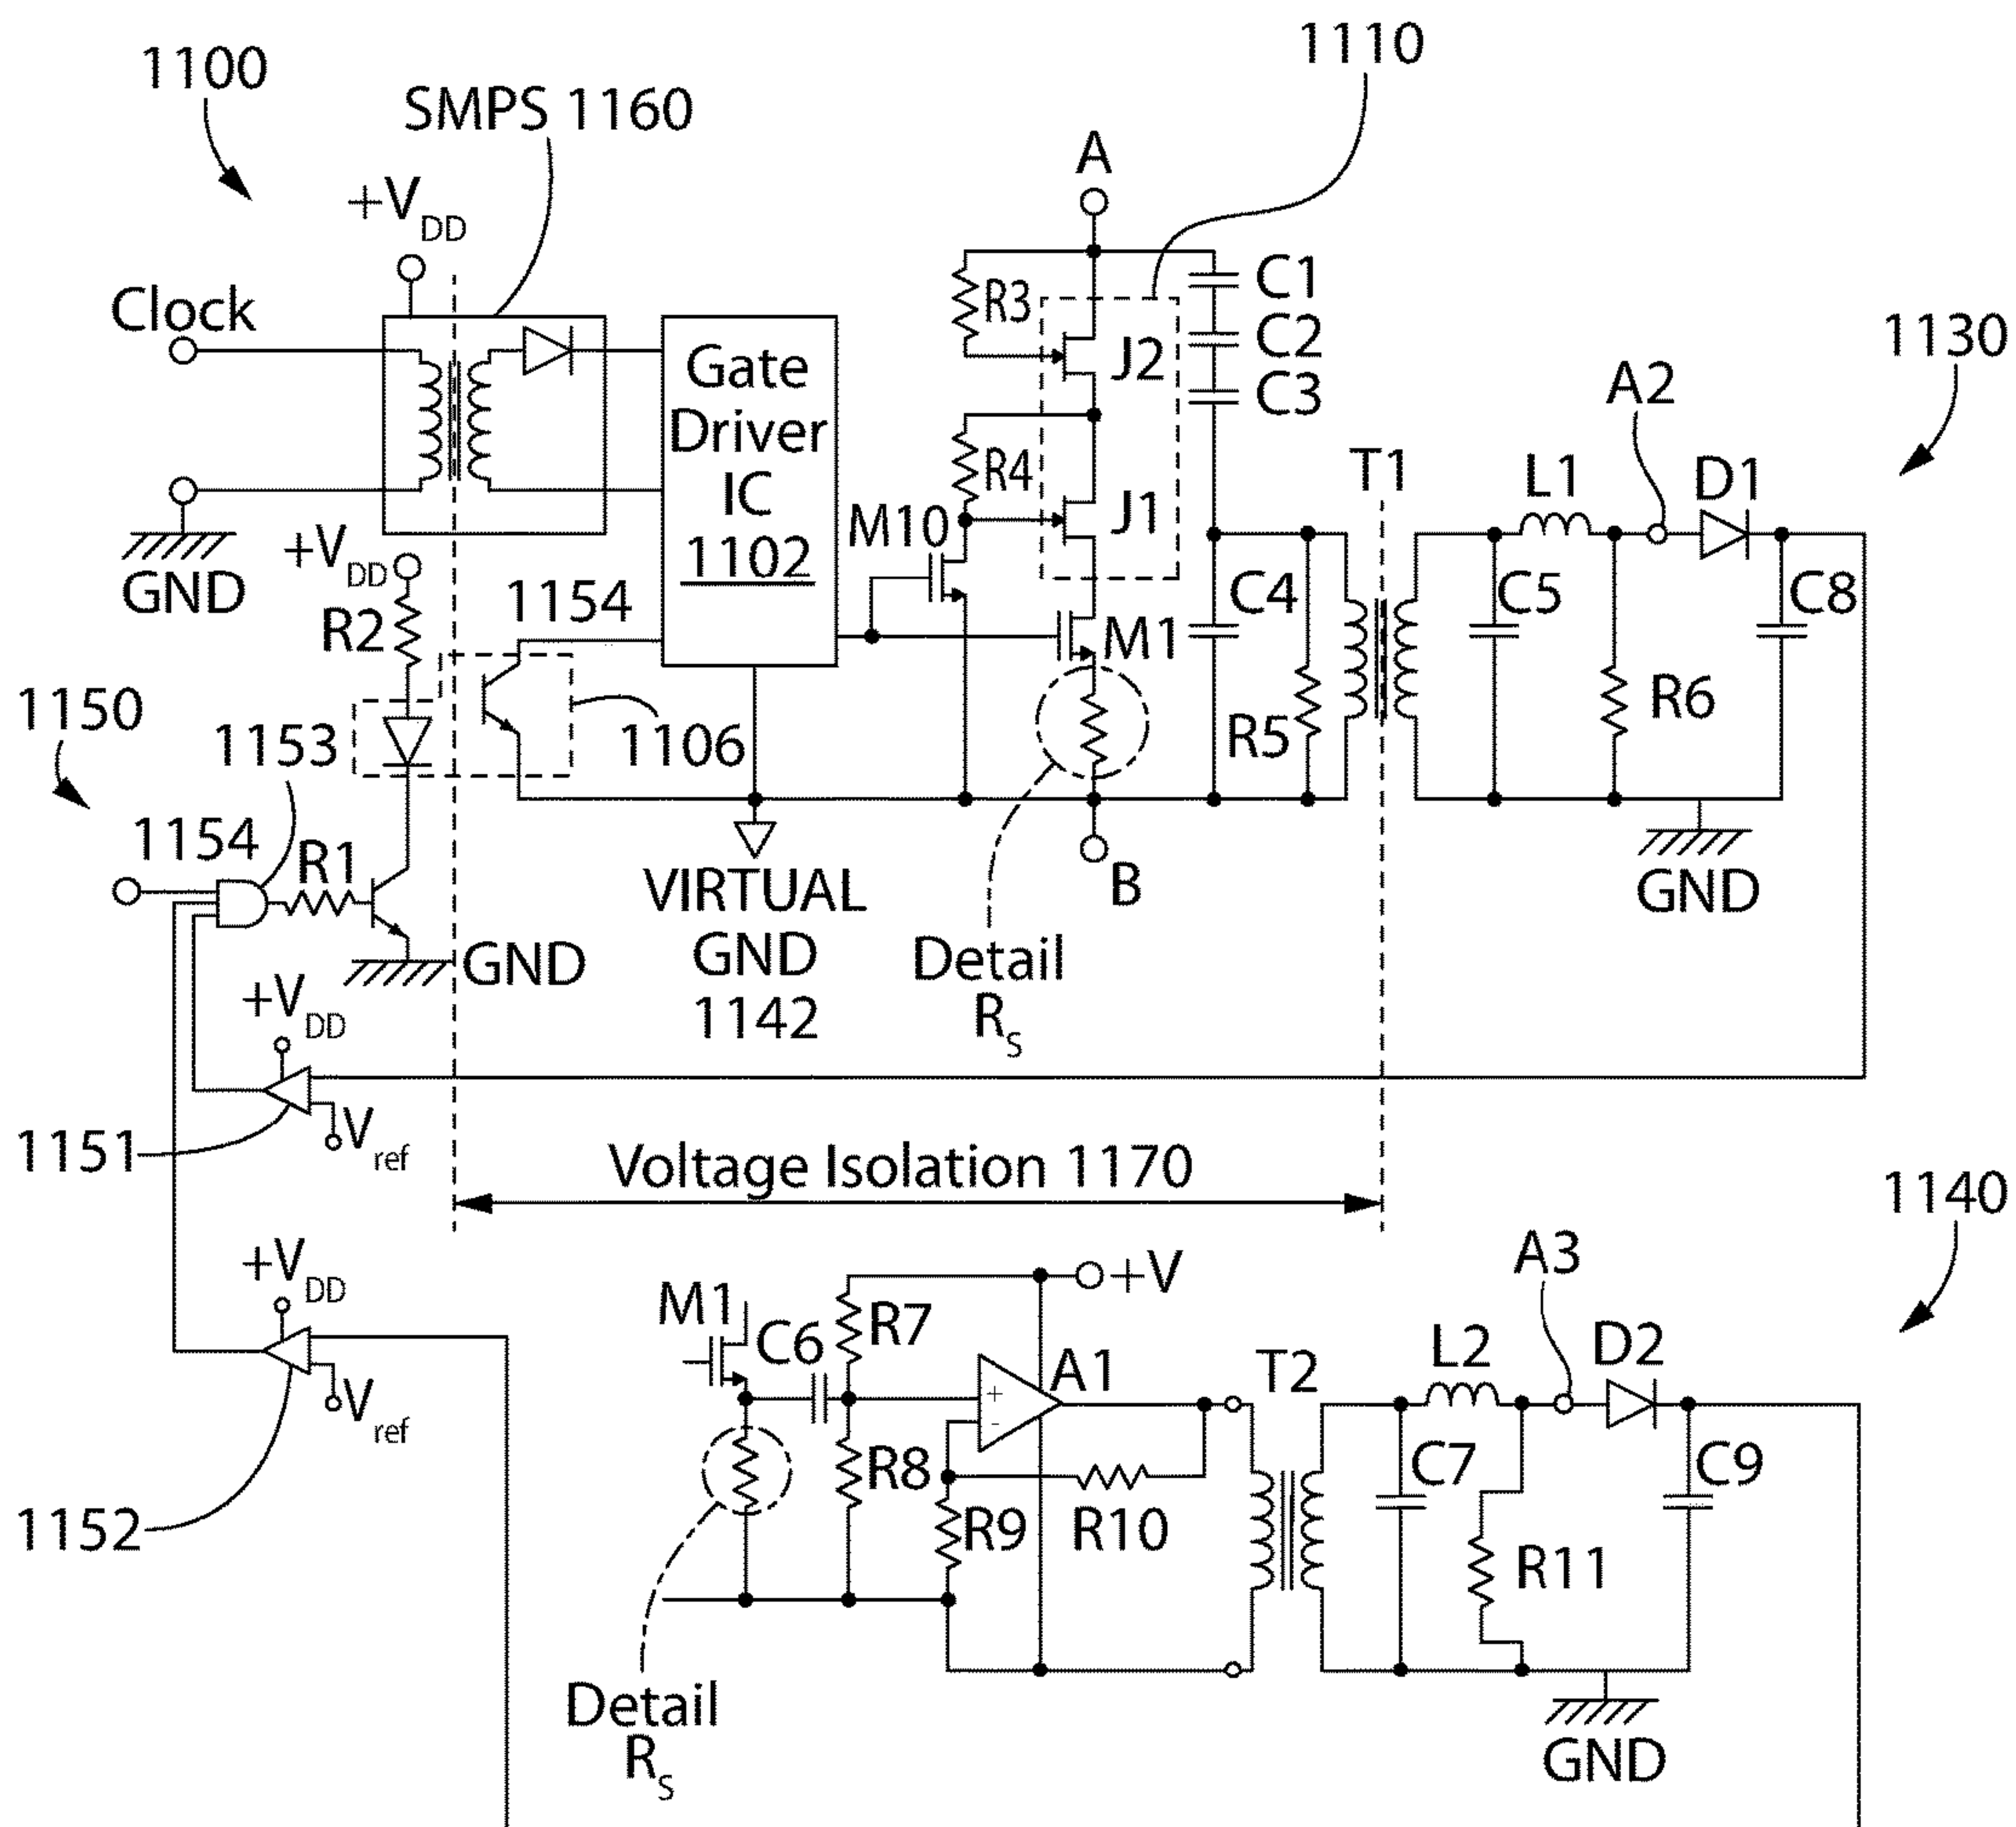 1100
SMPS 1160
1110
+VDD
A
Clock
R3
C1
C2
C3
J2
1130
A2
Gate
Driver
IC
1102
R4
T1
L1
D1
J1
M10
GND
+VDD
R2
1154
C4
C5
C8
M1
R5
R6
1150
1153
1106
1154
R1
VIRTUAL
GND
1142
B
GND
GND
Detail
RS
+VDD
Vref
1151
Voltage Isolation 1170
1140
+VDD
Vref
1152
+V
A3
M1
C6
R7
A1
+
-
T2
L2
D2
R8
R9
R10
C7
C9
R11
Detail
RS
GND